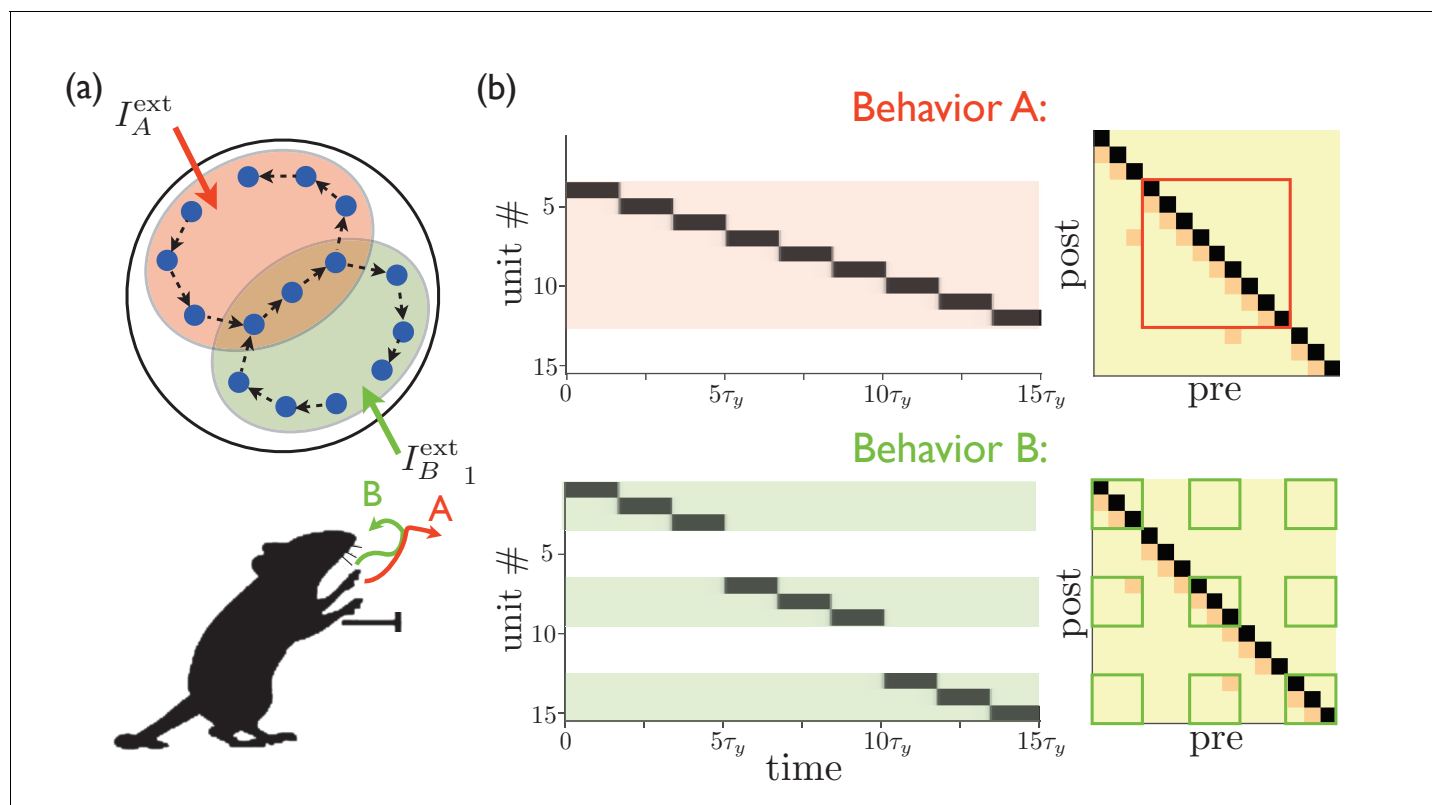 (a)
I_A^ext
I_B^ext 1
B
A
(b)
Behavior A:
unit #
5
10
15
0
5τ_y
10τ_y
15τ_y
post
pre
Behavior B:
unit #
5
10
15
0
5τ_y
10τ_y
15τ_y
time
post
pre